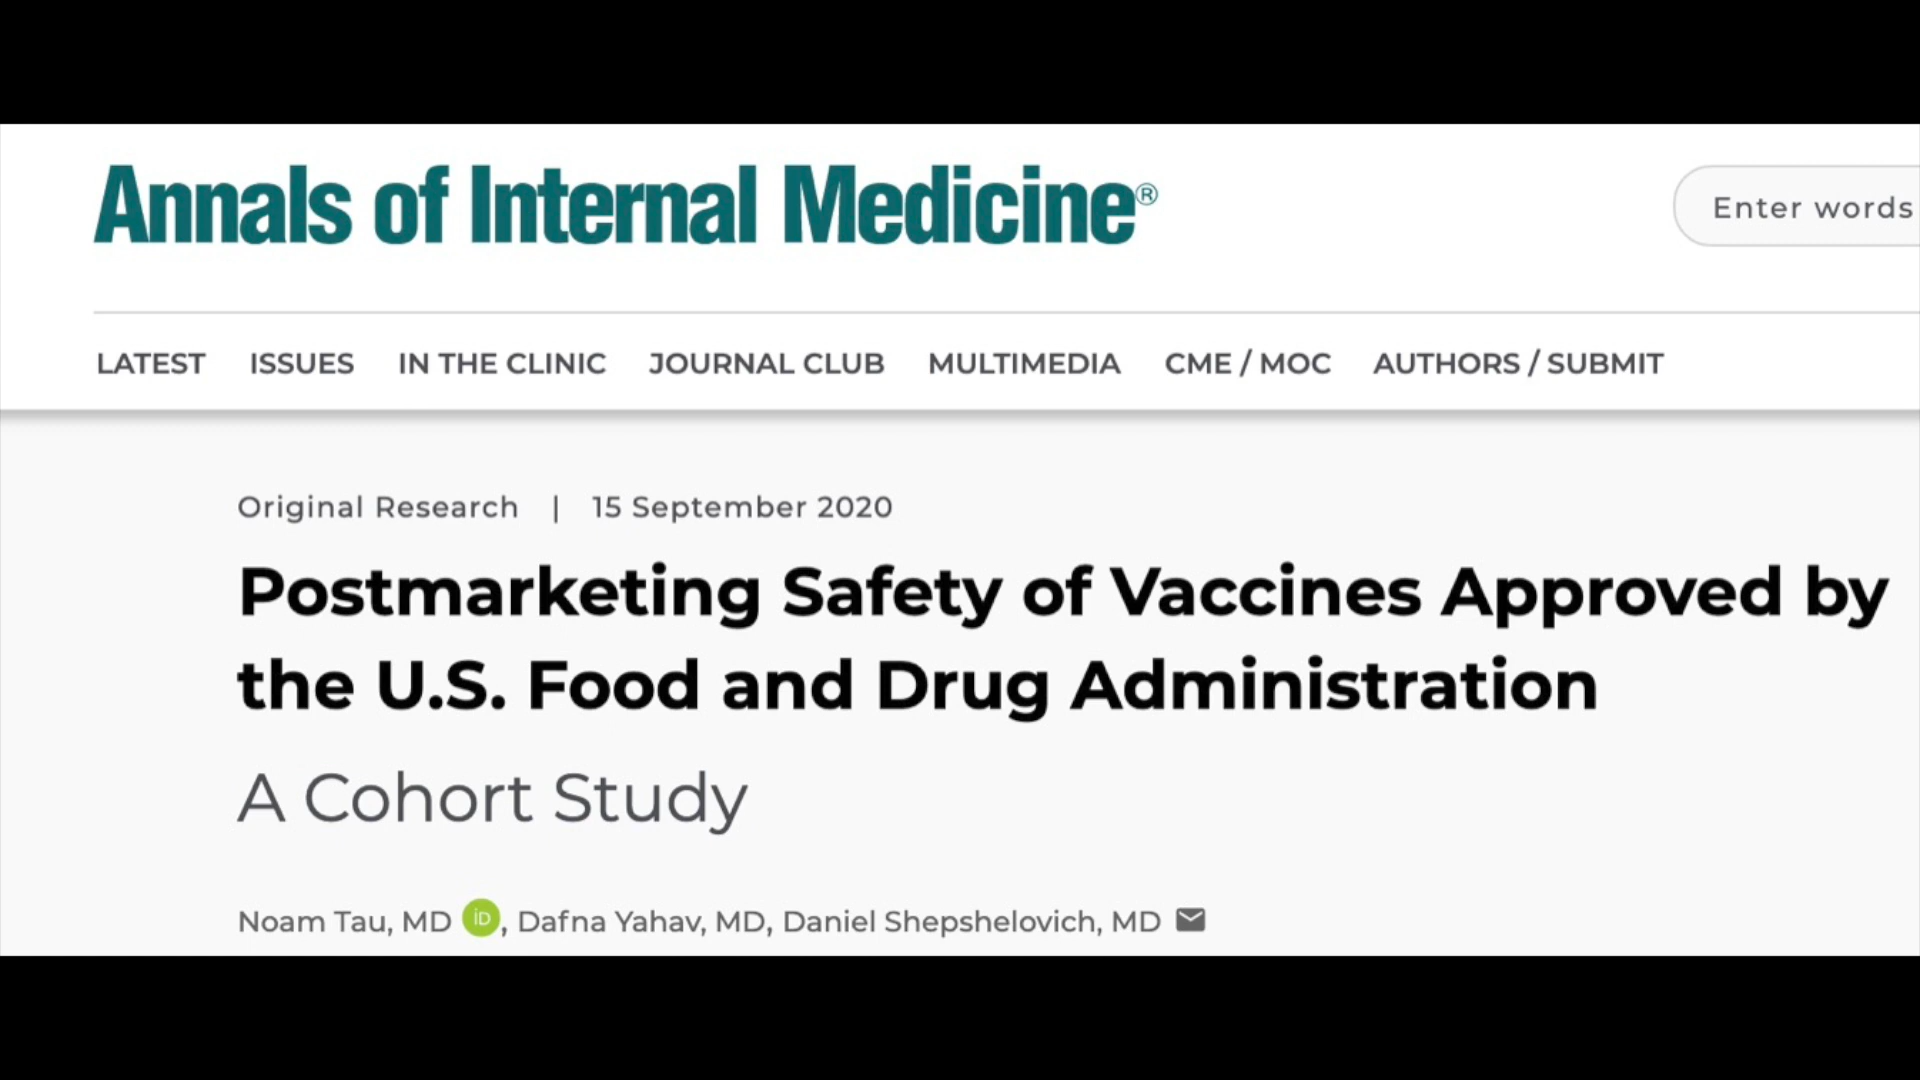 Annals of Internal Medicine®
Enter words
LATEST ISSUES IN THE CLINIC JOURNAL CLUB MULTIMEDIA CME / MOC AUTHORS / SUBMIT
Original Research | 15 September 2020
Postmarketing Safety of Vaccines Approved by
the U.S. Food and Drug Administration
A Cohort Study
Noam Tau, MD iD, Dafna Yahav, MD, Daniel Shepshelovich, MD